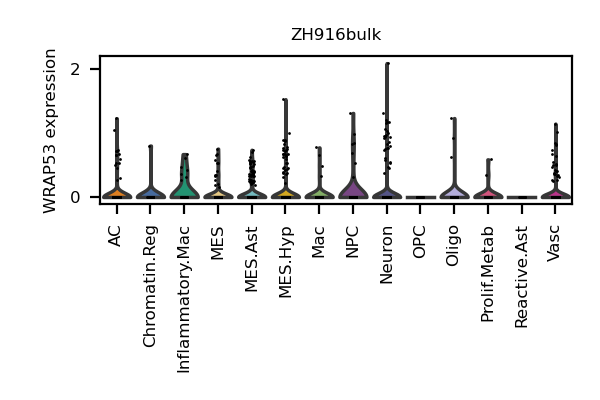 ZH916bulk
WRAP53 expression
2
0
AC
Chromatin.Reg
Inflammatory.Mac
MES
MES.Ast
MES.Hyp
Mac
NPC
Neuron
OPC
Oligo
Prolif.Metab
Reactive.Ast
Vasc